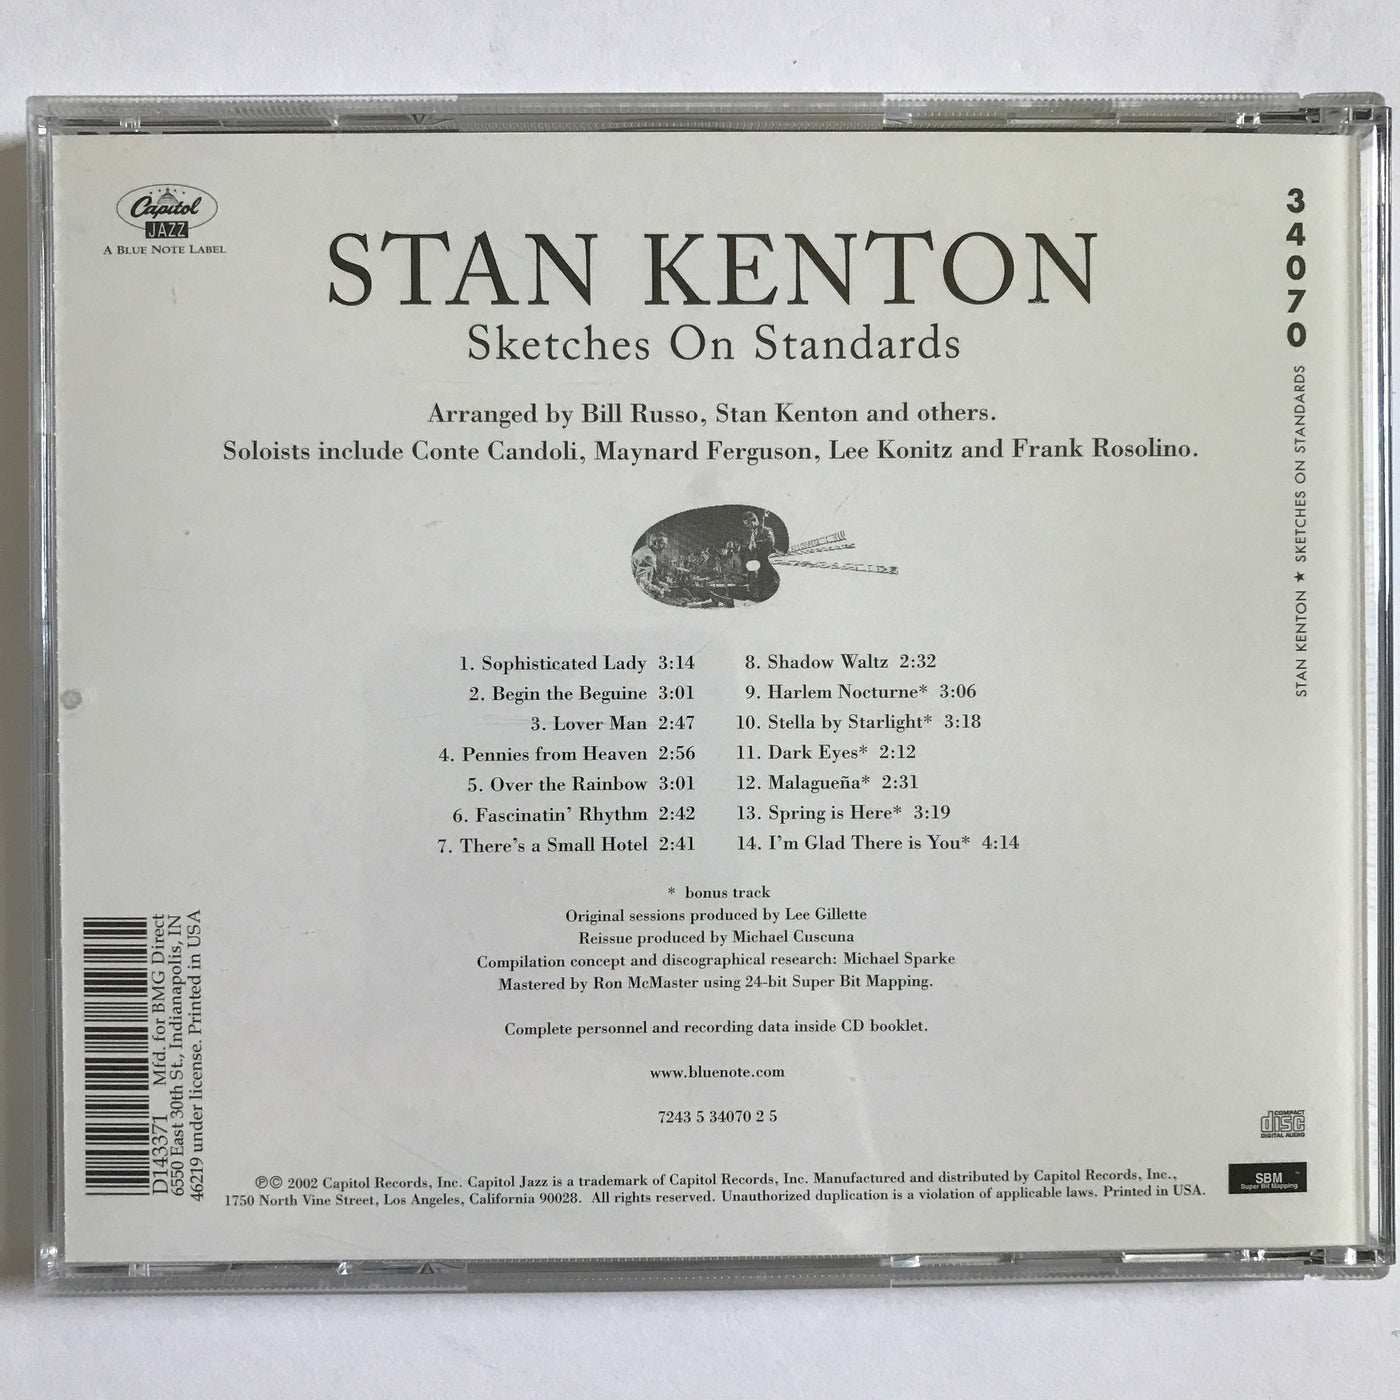 Capitol
JAZZ
A BLUE NOTE LABEL
STAN KENTON
Sketches On Standards
Arranged by Bill Russo, Stan Kenton and others.
Soloists include Conte Candoli, Maynard Ferguson, Lee Konitz and Frank Rosolino.
1. Sophisticated Lady 3:14
2. Begin the Beguine 3:01
3. Lover Man 2:47
4. Pennies from Heaven 2:56
5. Over the Rainbow 3:01
6. Fascinatin' Rhythm 2:42
7. There's a Small Hotel 2:41
8. Shadow Waltz 2:32
9. Harlem Nocturne* 3:06
10. Stella by Starlight* 3:18
11. Dark Eyes* 2:12
12. Malagueña* 2:31
13. Spring is Here* 3:19
14. I'm Glad There is You* 4:14
* bonus track
Original sessions produced by Lee Gillette
Reissue produced by Michael Cuscuna
Compilation concept and discographical research: Michael Sparke
Mastered by Ron McMaster using 24-bit Super Bit Mapping.
Complete personnel and recording data inside CD booklet.
www.bluenote.com
7243 5 34070 2 5
℗© 2002 Capitol Records, Inc. Capitol Jazz is a trademark of Capitol Records, Inc. Manufactured and distributed by Capitol Records, Inc.,
1750 North Vine Street, Los Angeles, California 90028. All rights reserved. Unauthorized duplication is a violation of applicable laws. Printed in USA.
D143371 Mfd. for BMG Direct
6550 East 30th St., Indianapolis, IN
46219 under license. Printed in USA
34070
STAN KENTON ★ SKETCHES ON STANDARDS
COMPACT
disc
DIGITAL AUDIO
SBM
Super Bit Mapping